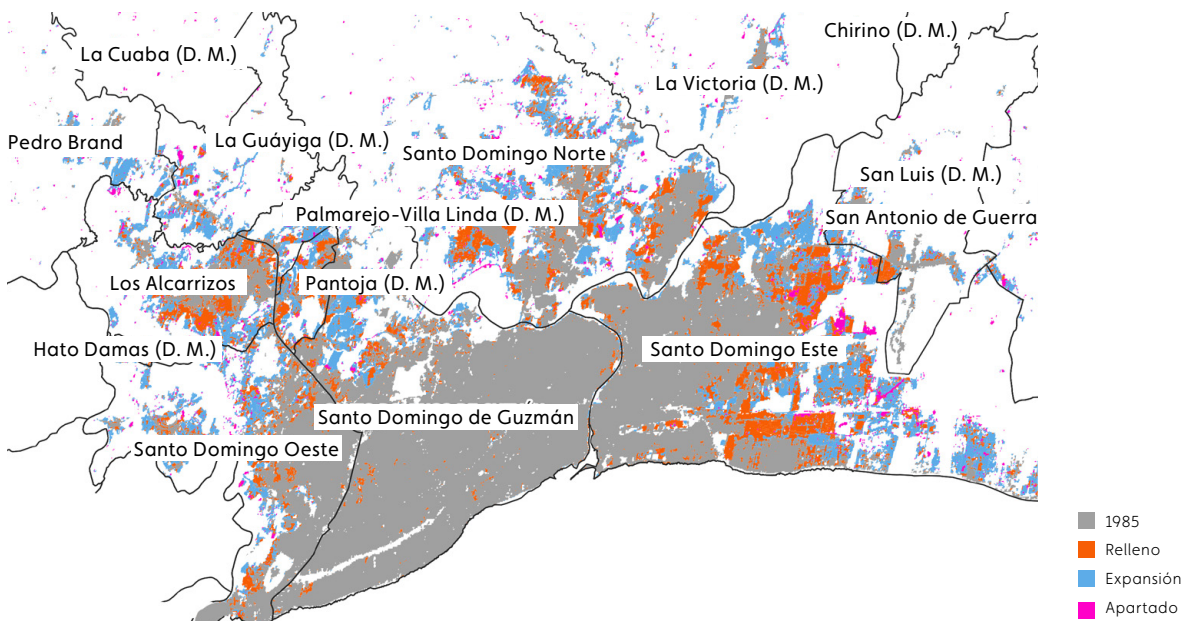 Chirino (D. M.)
La Cuaba (D. M.)
La Victoria (D. M.)
Pedro Brand
La Guáyiga (D. M.)
Santo Domingo Norte
San Luis (D. M.)
Palmarejo-Villa Linda (D. M.)
San Antonio de Guerra
Los Alcarrizos
Pantoja (D. M.)
Hato Damas (D. M.)
Santo Domingo Este
Santo Domingo de Guzmán
Santo Domingo Oeste
1985
Relleno
Expansión
Apartado